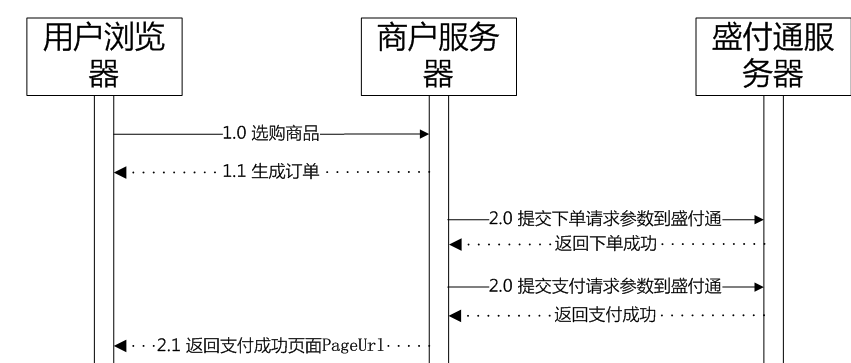 用户浏览
器
商户服务
器
盛付通服
务器
1.0 选购商品
1.1 生成订单
2.0 提交下单请求参数到盛付通
返回下单成功
2.0 提交支付请求参数到盛付通
返回支付成功
2.1 返回支付成功页面PageUrl